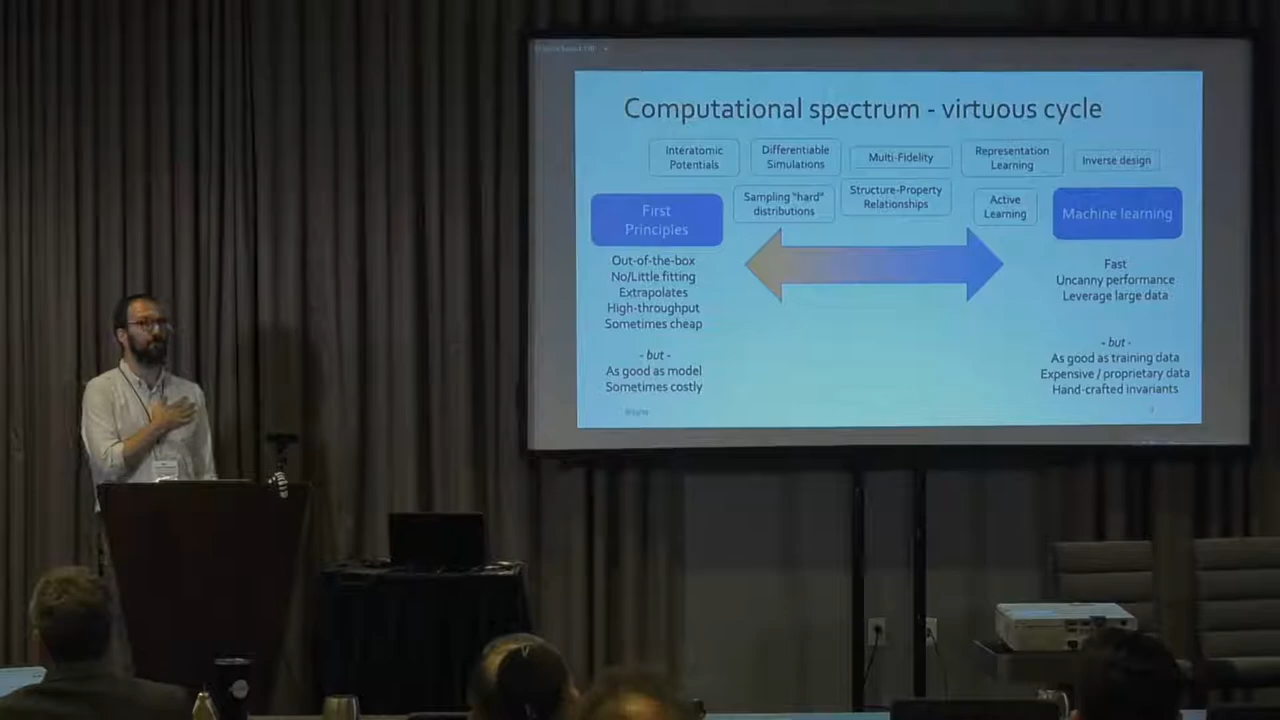 Computational spectrum - virtuous cycle
Interatomic
Potentials
Differentiable
Simulations
Multi-Fidelity
Representation
Learning
Inverse design
Sampling "hard"
distributions
Structure-Property
Relationships
Active
Learning
First
Principles
Machine learning
Out-of-the-box
No/Little fitting
Extrapolates
High-throughput
Sometimes cheap
- but -
As good as model
Sometimes costly
Fast
Uncanny performance
Leverage large data
- but -
As good as training data
Expensive / proprietary data
Hand-crafted invariants